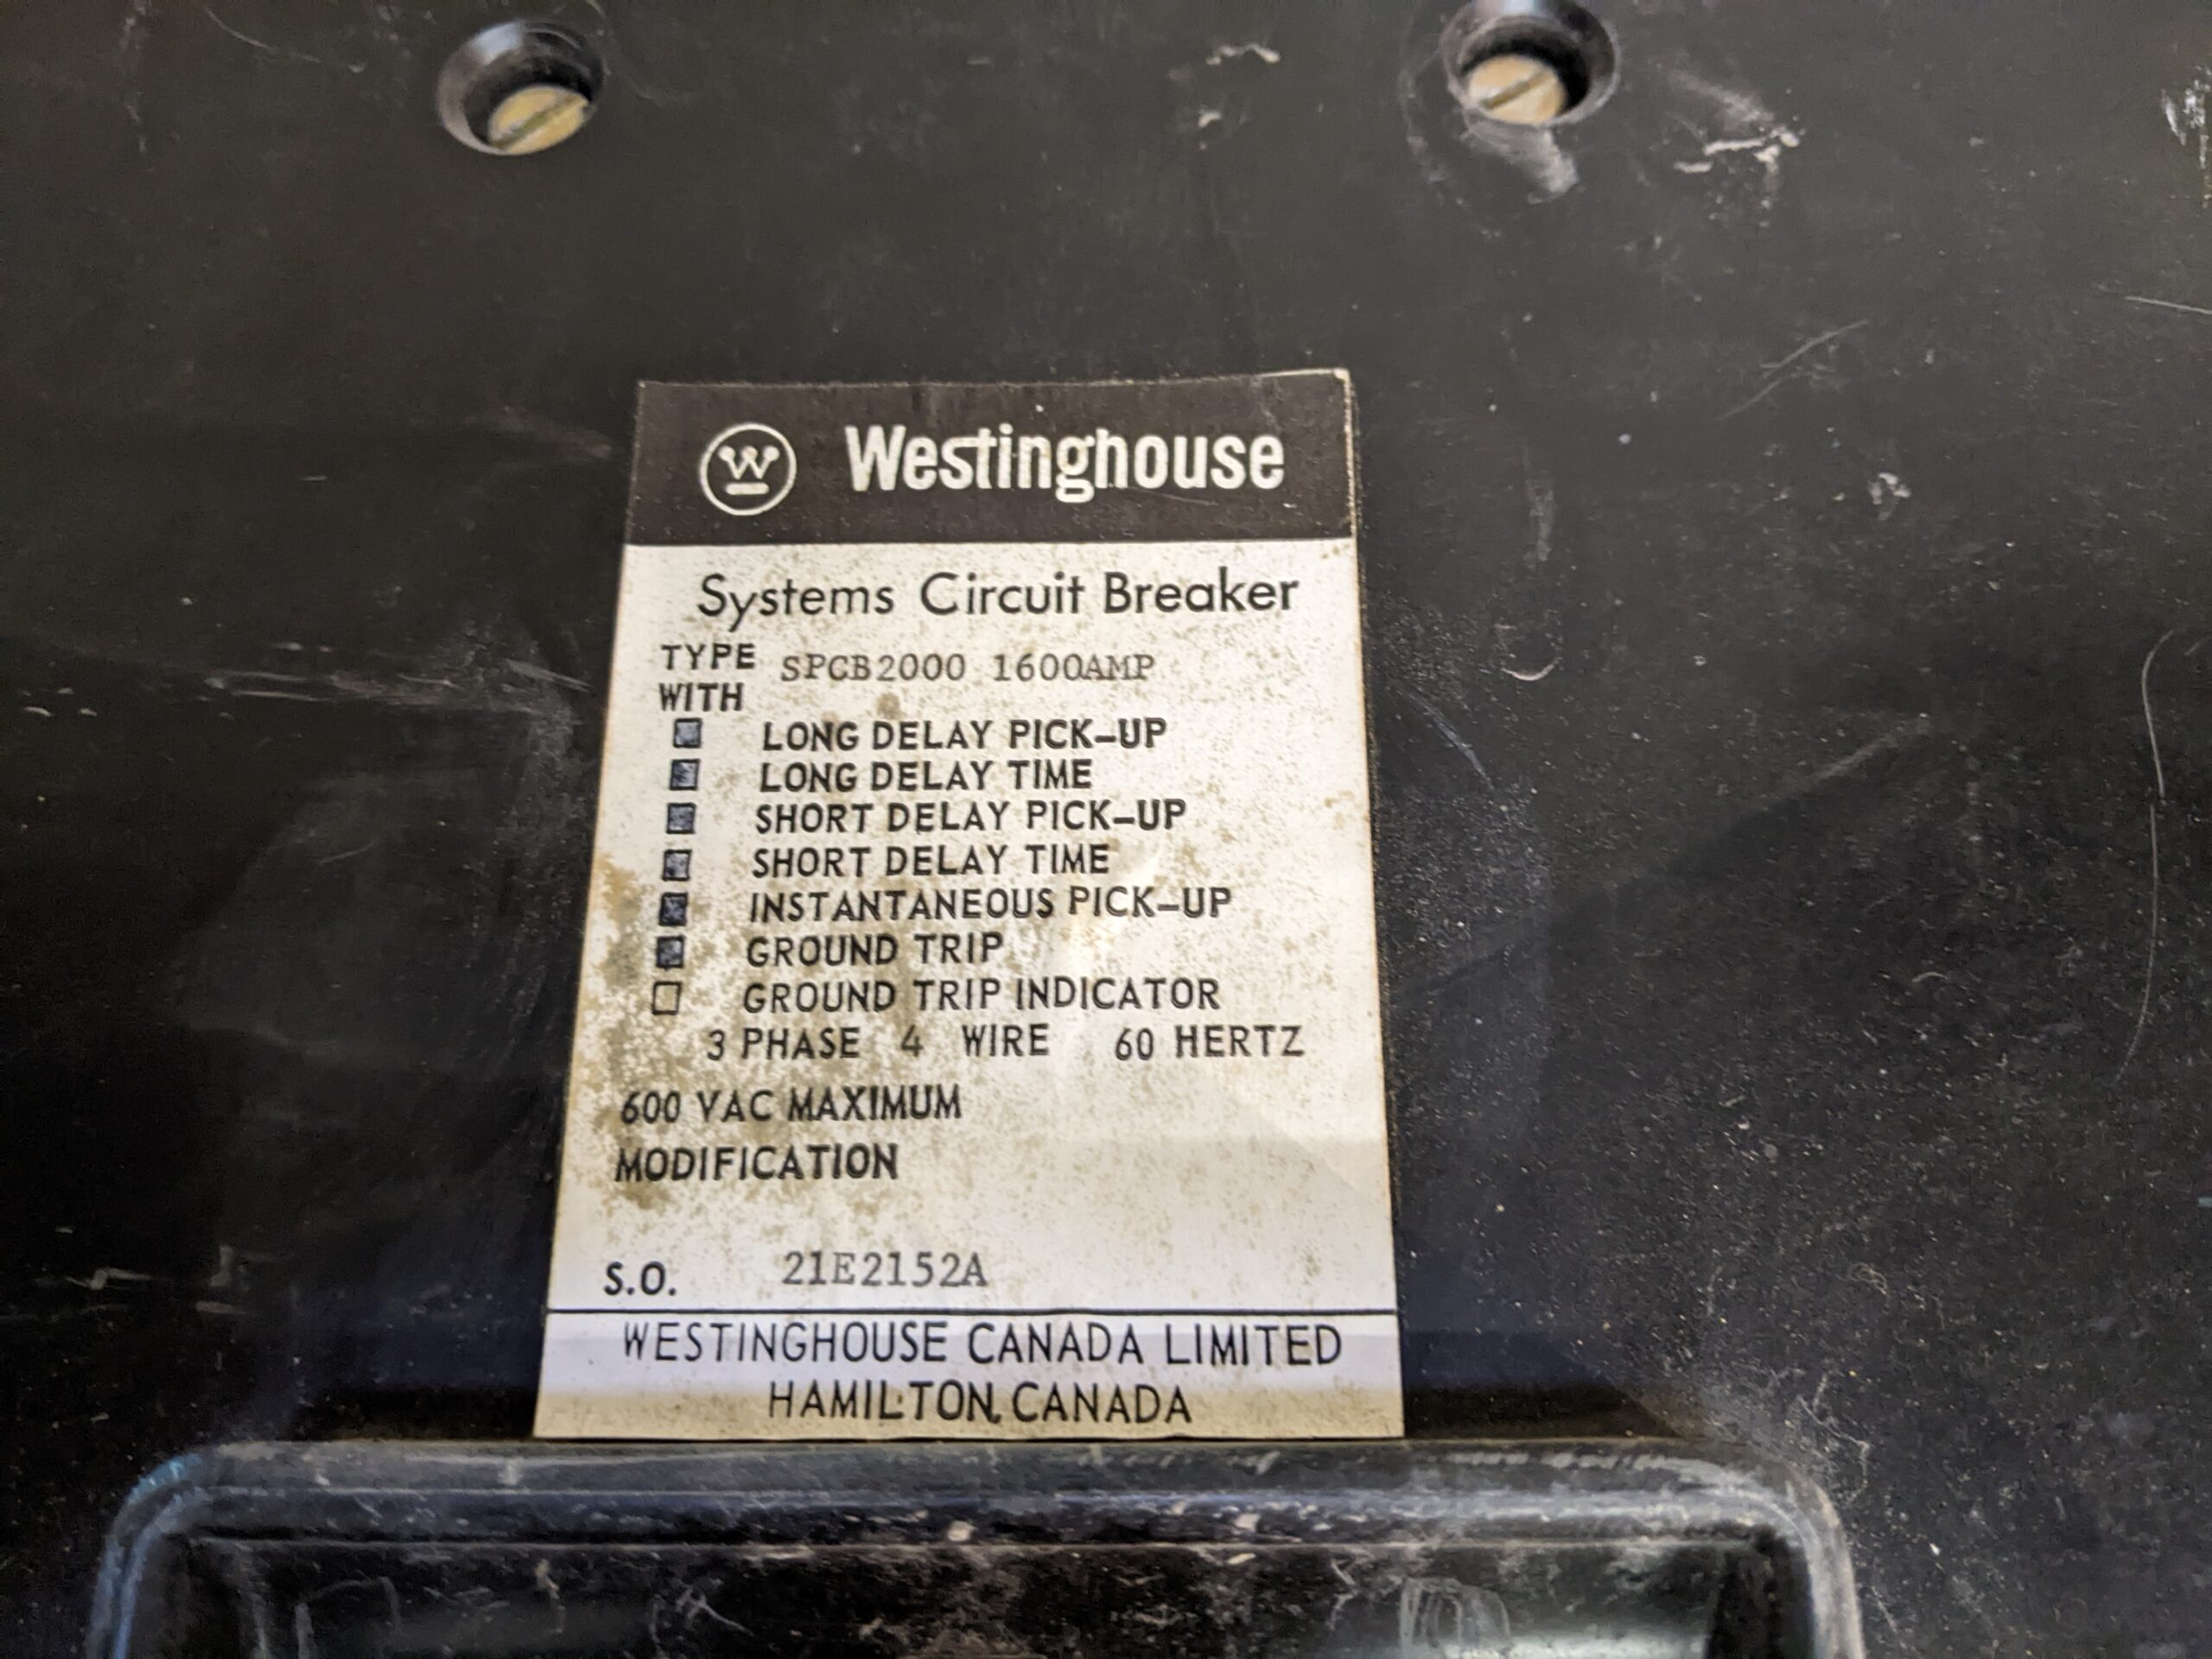 W Westinghouse
Systems Circuit Breaker
TYPE SPCB2000 1600AMP
WITH
LONG DELAY PICK-UP
LONG DELAY TIME
SHORT DELAY PICK-UP
SHORT DELAY TIME
INSTANTANEOUS PICK-UP
GROUND TRIP
GROUND TRIP INDICATOR
3 PHASE 4 WIRE 60 HERTZ
600 VAC MAXIMUM
MODIFICATION
S.O. 21E2152A
WESTINGHOUSE CANADA LIMITED
HAMILTON, CANADA